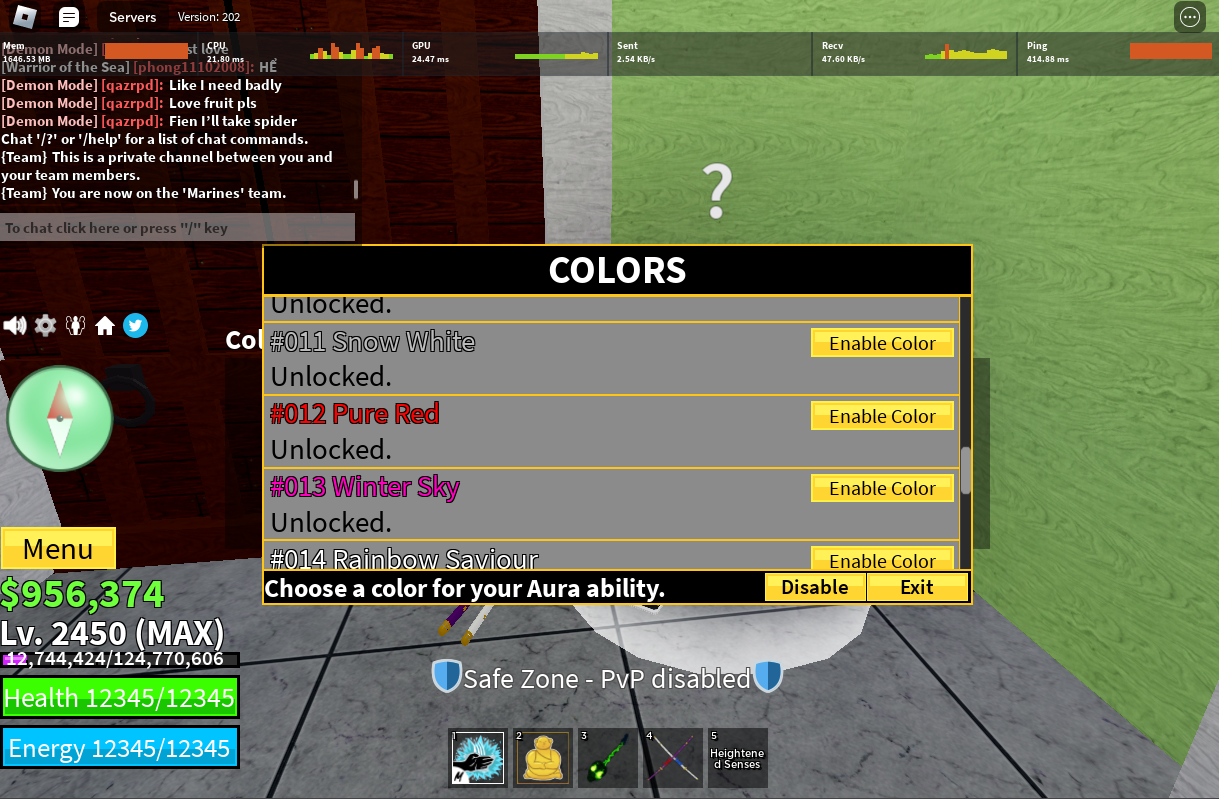 Servers
Version: 202
Mem
1646.53 MB
CPU
21.80 ms
GPU
24.47 ms
Sent
2.54 KB/s
Recv
47.60 KB/s
Ping
414.88 ms
[Demon Mode] st love
[Warrior of the Sea] [phong11102008]: HẾ
[Demon Mode] [qazrpd]: Like I need badly
[Demon Mode] [qazrpd]: Love fruit pls
[Demon Mode] [qazrpd]: Fien I'll take spider
Chat '/?' or '/help' for a list of chat commands.
{Team} This is a private channel between you and
your team members.
{Team} You are now on the 'Marines' team.
To chat click here or press "/" key
?
COLORS
Unlocked.
#011 Snow White
Enable Color
Unlocked.
#012 Pure Red
Enable Color
Unlocked.
#013 Winter Sky
Enable Color
Unlocked.
#014 Rainbow Saviour
Enable Color
Choose a color for your Aura ability.
Disable
Exit
Col
Menu
$956,374
Lv. 2450 (MAX)
12,744,424/124,770,606
Health 12345/12345
Energy 12345/12345
Safe Zone - PvP disabled
1
2
3
4
5
Heightene
d Senses